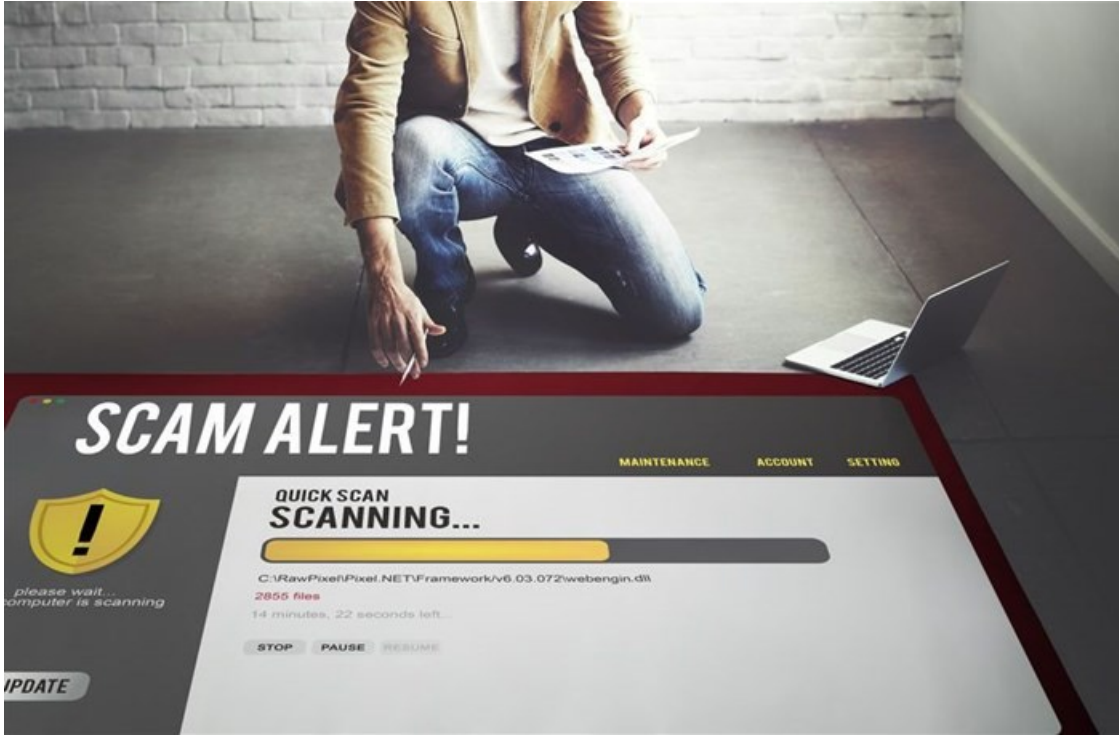 SCAM ALERT!
MAINTENANCE ACCOUNT SETTING
QUICK SCAN
SCANNING...
C:\RawPixel\Pixel.NET\Framework/v6.03.072\webengin.dll
2855 files
14 minutes, 22 seconds left...
STOP PAUSE RESUME
!
please wait...
computer is scanning
UPDATE